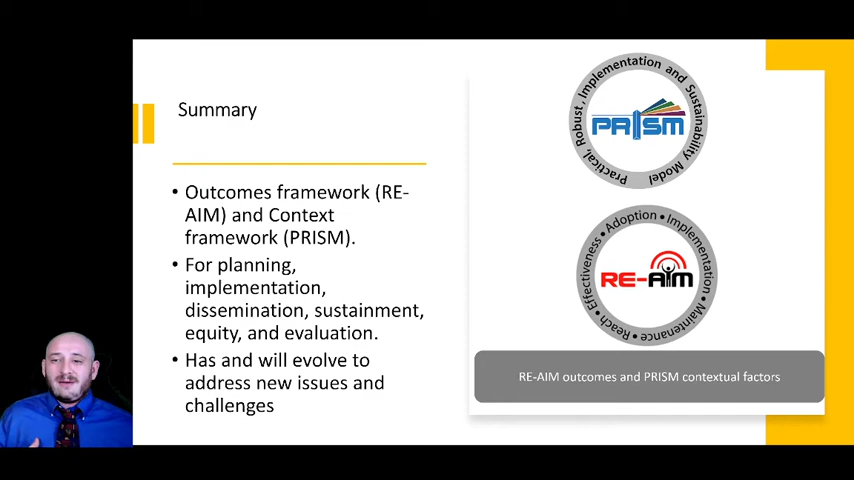 Summary
• Outcomes framework (RE-
AIM) and Context
framework (PRISM).
• For planning,
implementation,
dissemination, sustainment,
equity, and evaluation.
• Has and will evolve to
address new issues and
challenges
Practical, Robust, Implementation and Sustainability Model
PRISM
Reach • Effectiveness • Adoption • Implementation • Maintenance •
RE-AIM
RE-AIM outcomes and PRISM contextual factors